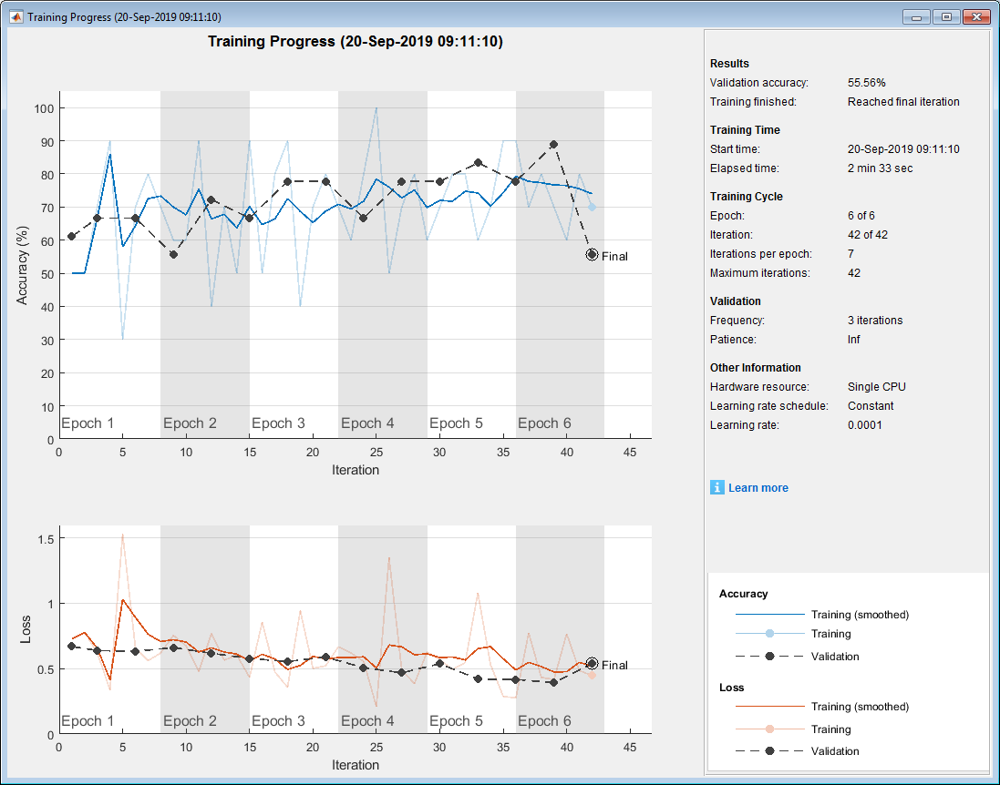 Training Progress (20-Sep-2019 09:11:10)
Training Progress (20-Sep-2019 09:11:10)
Accuracy (%)
100
90
80
70
60
50
40
30
20
10
0
Final
Epoch 1 Epoch 2 Epoch 3 Epoch 4 Epoch 5 Epoch 6
0 5 10 15 20 25 30 35 40 45
Iteration
Loss
1.5
1
0.5
0
Final
Epoch 1 Epoch 2 Epoch 3 Epoch 4 Epoch 5 Epoch 6
0 5 10 15 20 25 30 35 40 45
Iteration
Results
Validation accuracy: 55.56%
Training finished: Reached final iteration
Training Time
Start time: 20-Sep-2019 09:11:10
Elapsed time: 2 min 33 sec
Training Cycle
Epoch: 6 of 6
Iteration: 42 of 42
Iterations per epoch: 7
Maximum iterations: 42
Validation
Frequency: 3 iterations
Patience: Inf
Other Information
Hardware resource: Single CPU
Learning rate schedule: Constant
Learning rate: 0.0001
i Learn more
Accuracy
Training (smoothed)
Training
Validation
Loss
Training (smoothed)
Training
Validation